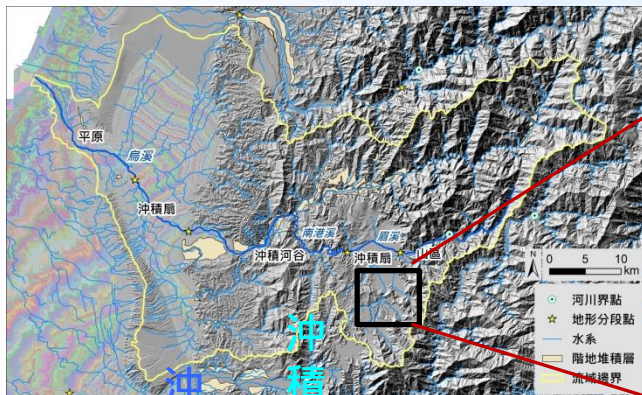 平原
烏溪
沖積扇
沖積河谷
南港溪
沖積扇
眉溪
山區
N
0 5 10
km
河川界點
地形分段點
水系
階地堆積層
流域邊界
沖
積
沖